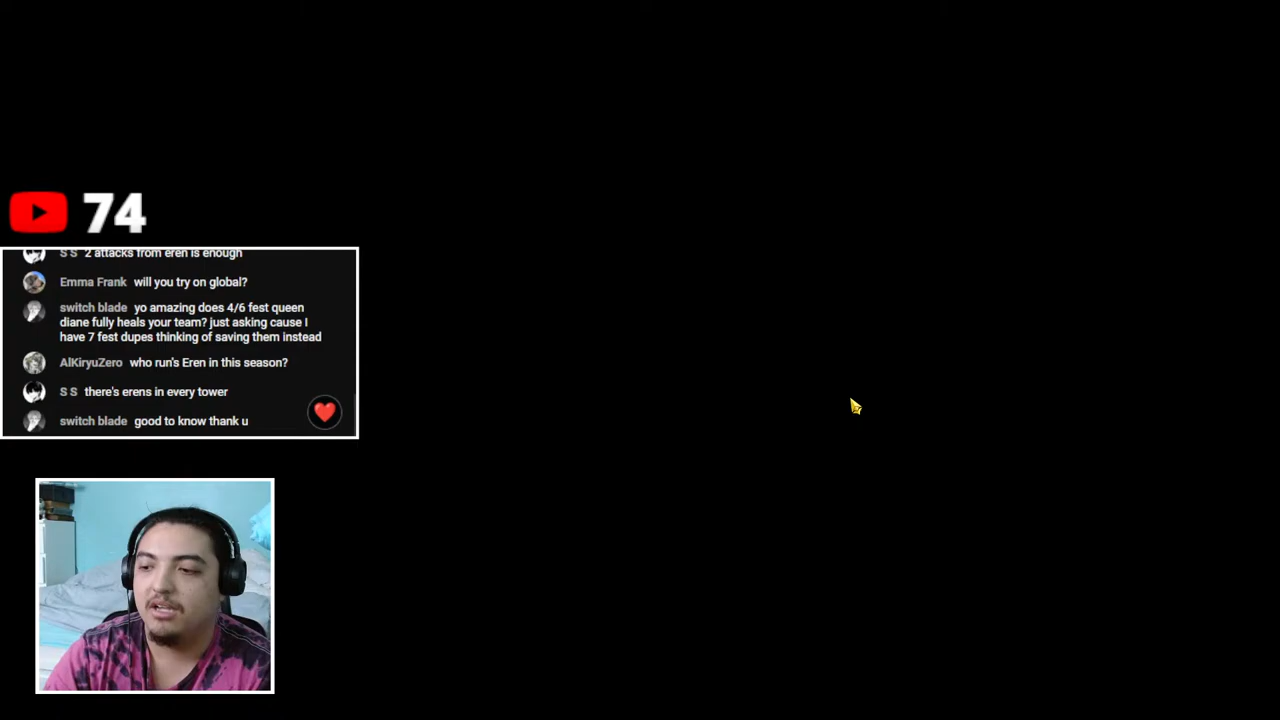 74
S S 2 attacks from eren is enough
Emma Frank will you try on global?
switch blade yo amazing does 4/6 fest queen
diane fully heals your team? just asking cause I
have 7 fest dupes thinking of saving them instead
AlKiryuZero who run's Eren in this season?
S S there's erens in every tower
switch blade good to know thank u